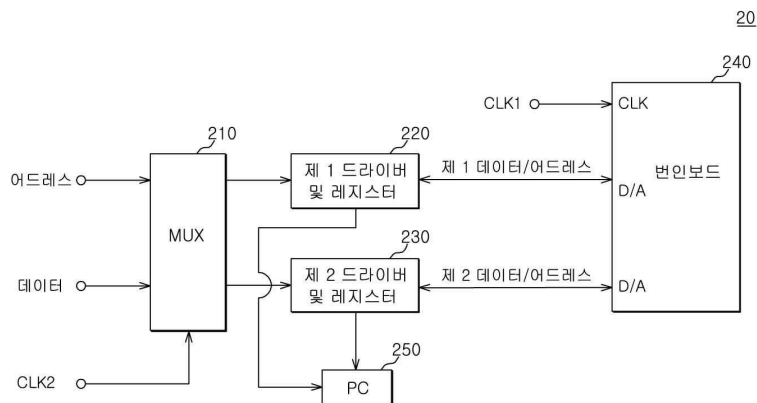 20
240
CLK1
CLK
210
220
어드레스
제 1 드라이버
및 레지스터
제 1 데이터/어드레스
D/A
번인보드
MUX
230
데이터
제 2 드라이버
및 레지스터
제 2 데이터/어드레스
D/A
250
CLK2
PC